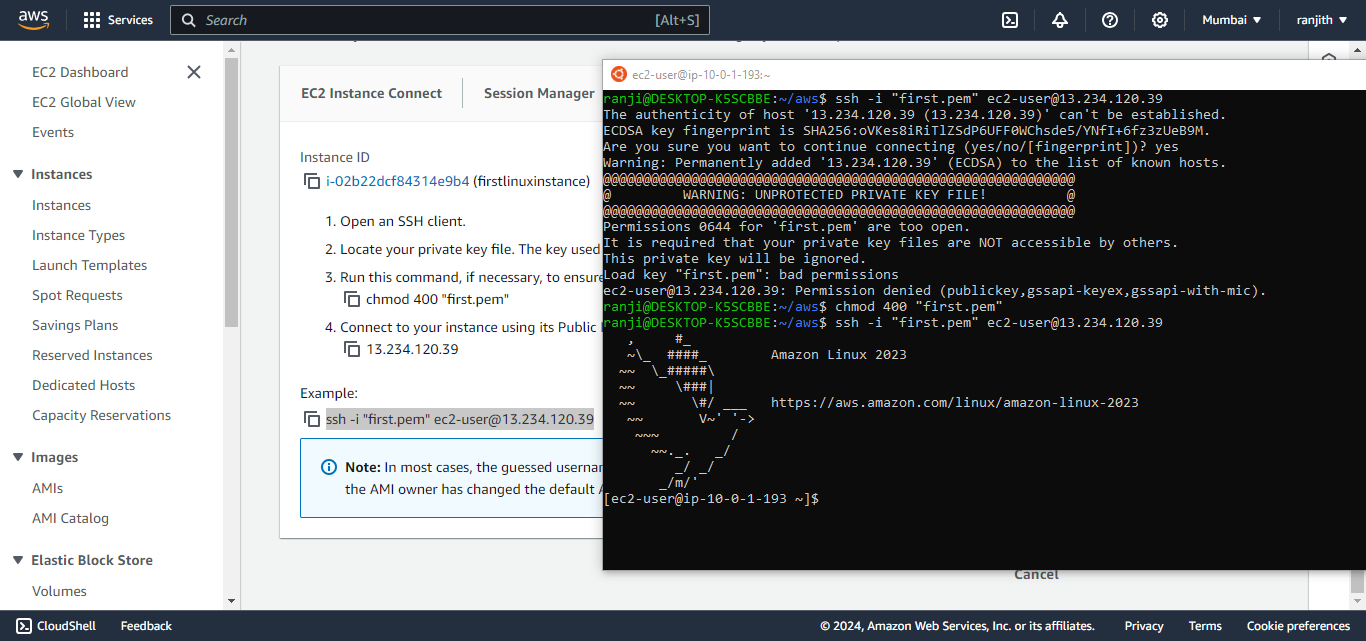 aws
Services
Search
[Alt+S]
Mumbai
ranjith
EC2 Dashboard
EC2 Global View
Events
Instances
Instances
Instance Types
Launch Templates
Spot Requests
Savings Plans
Reserved Instances
Dedicated Hosts
Capacity Reservations
Images
AMIs
AMI Catalog
Elastic Block Store
Volumes
EC2 Instance Connect
Session Manager
Instance ID
i-02b22dcf84314e9b4 (firstlinuxinstance)
1. Open an SSH client.
2. Locate your private key file. The key used
3. Run this command, if necessary, to ensure
chmod 400 "first.pem"
4. Connect to your instance using its Public
13.234.120.39
Example:
ssh -i "first.pem" ec2-user@13.234.120.39
Note: In most cases, the guessed
the AMI owner has changed the default
Cancel
ec2-user@ip-10-0-1-193:~
ranji@DESKTOP-K5SCBBE:~/aws$ ssh -i "first.pem" ec2-user@13.234.120.39
The authenticity of host '13.234.120.39 (13.234.120.39)' can't be established.
ECDSA key fingerprint is SHA256:oVKes8iRiTlZSdP6UFF0WChsde5/YNfI+6fz3zUeB9M.
Are you sure you want to continue connecting (yes/no/[fingerprint])? yes
Warning: Permanently added '13.234.120.39' (ECDSA) to the list of known hosts.
@@@@@@@@@@@@@@@@@@@@@@@@@@@@@@@@@@@@@@@@@@@@@@@@@@@@@@@@@@@
@         WARNING: UNPROTECTED PRIVATE KEY FILE!          @
@@@@@@@@@@@@@@@@@@@@@@@@@@@@@@@@@@@@@@@@@@@@@@@@@@@@@@@@@@@
Permissions 0644 for 'first.pem' are too open.
It is required that your private key files are NOT accessible by others.
This private key will be ignored.
Load key "first.pem": bad permissions
ec2-user@13.234.120.39: Permission denied (publickey,gssapi-keyex,gssapi-with-mic).
ranji@DESKTOP-K5SCBBE:~/aws$ chmod 400 "first.pem"
ranji@DESKTOP-K5SCBBE:~/aws$ ssh -i "first.pem" ec2-user@13.234.120.39
   ,     #_
   ~\_  ####_        Amazon Linux 2023
  ~~  \_#####\
  ~~     \###|
  ~~       \#/ ___   https://aws.amazon.com/linux/amazon-linux-2023
   ~~       V~' '->
    ~~~         /
      ~~._.   _/
         _/ _/
       _/m/'
[ec2-user@ip-10-0-1-193 ~]$
CloudShell
Feedback
© 2024, Amazon Web Services, Inc. or its affiliates.
Privacy
Terms
Cookie preferences